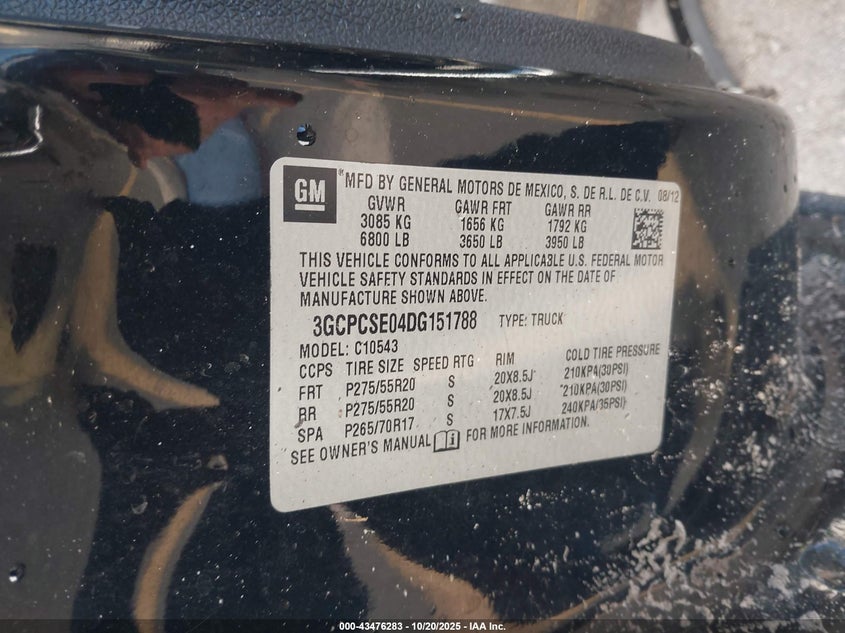 GM
® MFD BY GENERAL MOTORS DE MEXICO, S. DE R.L. DE C.V. 08/12
GVWR GAWR FRT GAWR RR
3085 KG 1656 KG 1792 KG
6800 LB 3650 LB 3950 LB
THIS VEHICLE CONFORMS TO ALL APPLICABLE U.S. FEDERAL MOTOR
VEHICLE SAFETY STANDARDS IN EFFECT ON THE DATE OF
MANUFACTURE SHOWN ABOVE.
3GCPCSE04DG151788 TYPE: TRUCK
MODEL: C10543
CCPS TIRE SIZE SPEED RTG RIM COLD TIRE PRESSURE
FRT P275/55R20 S 20X8.5J 210KPA(30PSI)
RR P275/55R20 S 20X8.5J 210KPA(30PSI)
SPA P265/70R17 S 17X7.5J 240KPA(35PSI)
SEE OWNER'S MANUAL i FOR MORE INFORMATION.
000-43476283 - 10/20/2025 - IAA Inc.